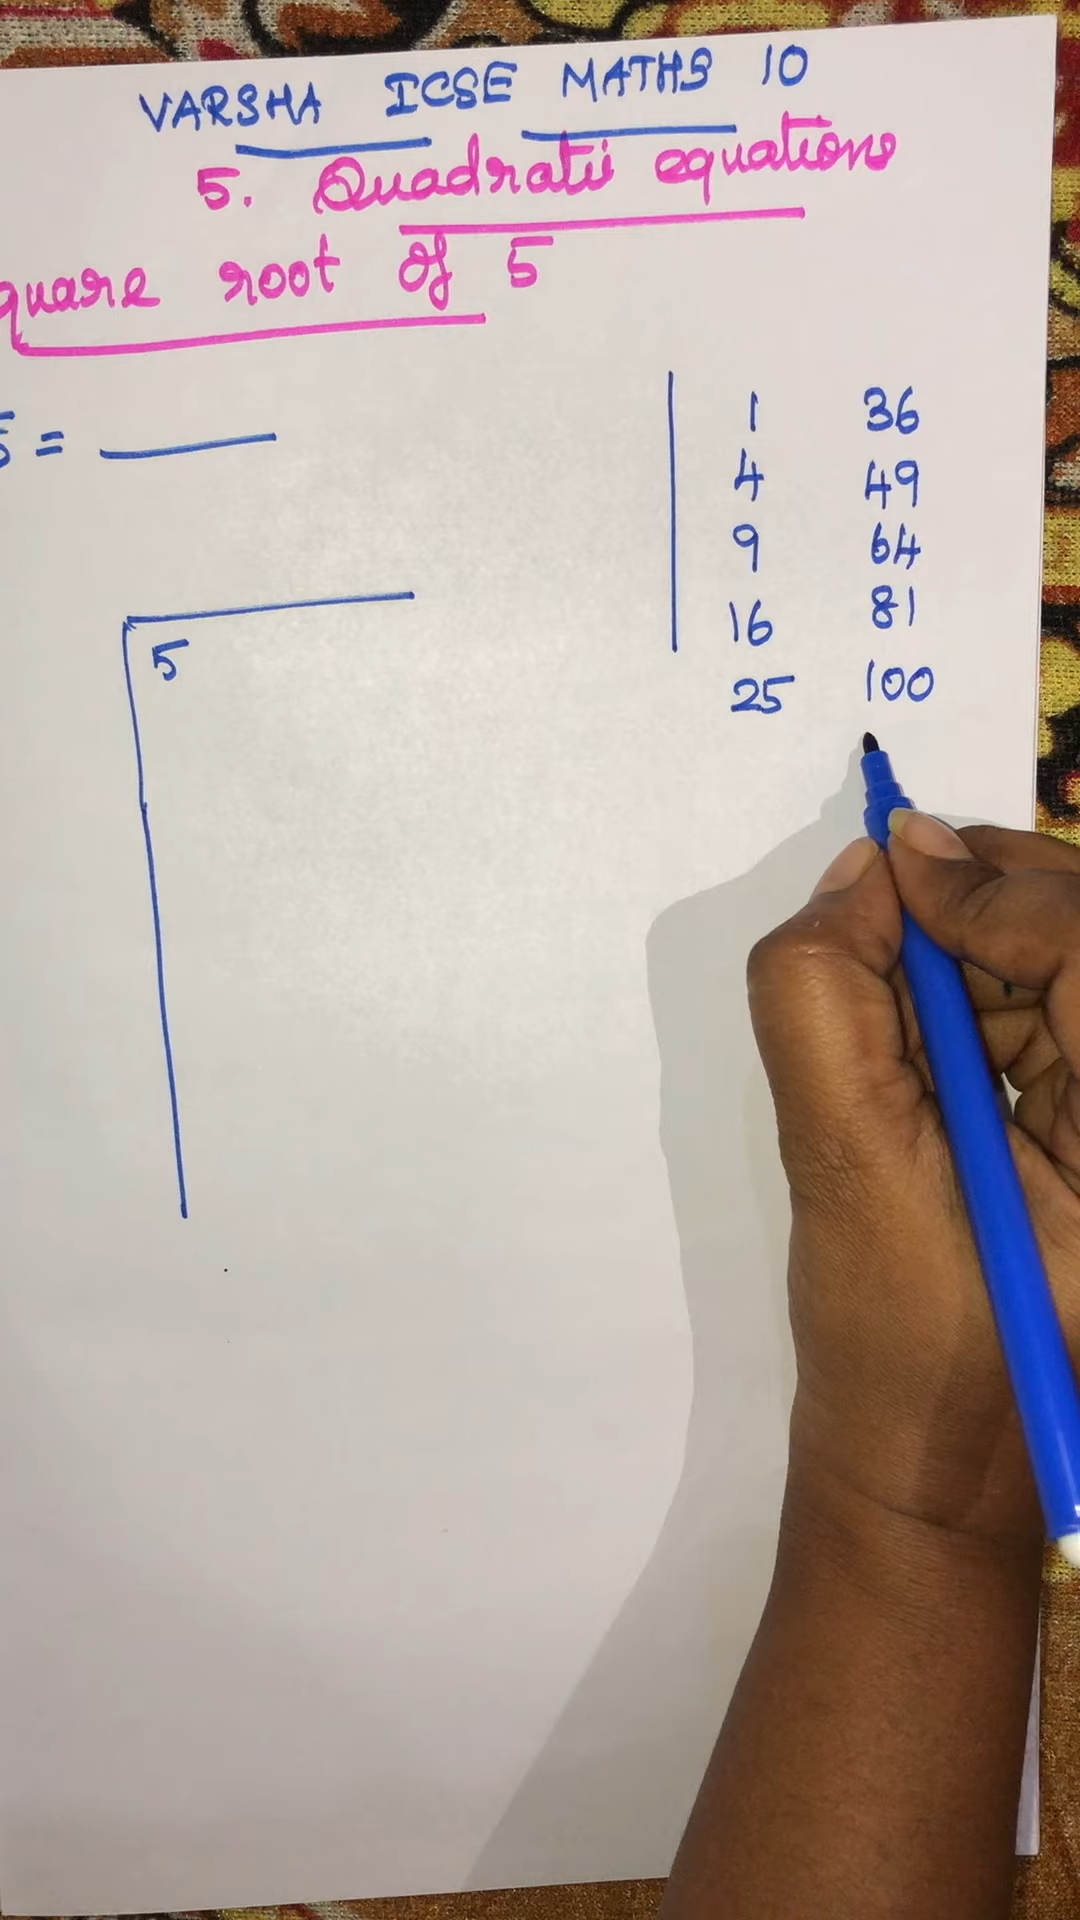 VARSHA ICSE MATHS 10
5. Quadratic equations
quare root of 5
5 = ____
5
1 36
4 49
9 64
16 81
25 100